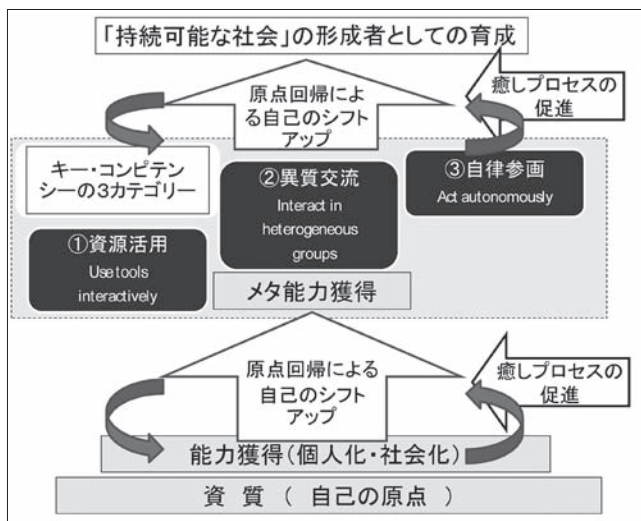 「持続可能な社会」の形成者としての育成
原点回帰によ
る自己のシフト
アップ
癒しプロセスの
促進
キー・コンピテン
シーの3カテゴリー
②異質交流
Interact in
heterogeneous
groups
③自律参画
Act autonomously
①資源活用
Use tools
interactively
メタ能力獲得
原点回帰による
自己のシフト
アップ
癒しプロセスの
促進
能力獲得(個人化・社会化)
資 質 ( 自己の原点 )